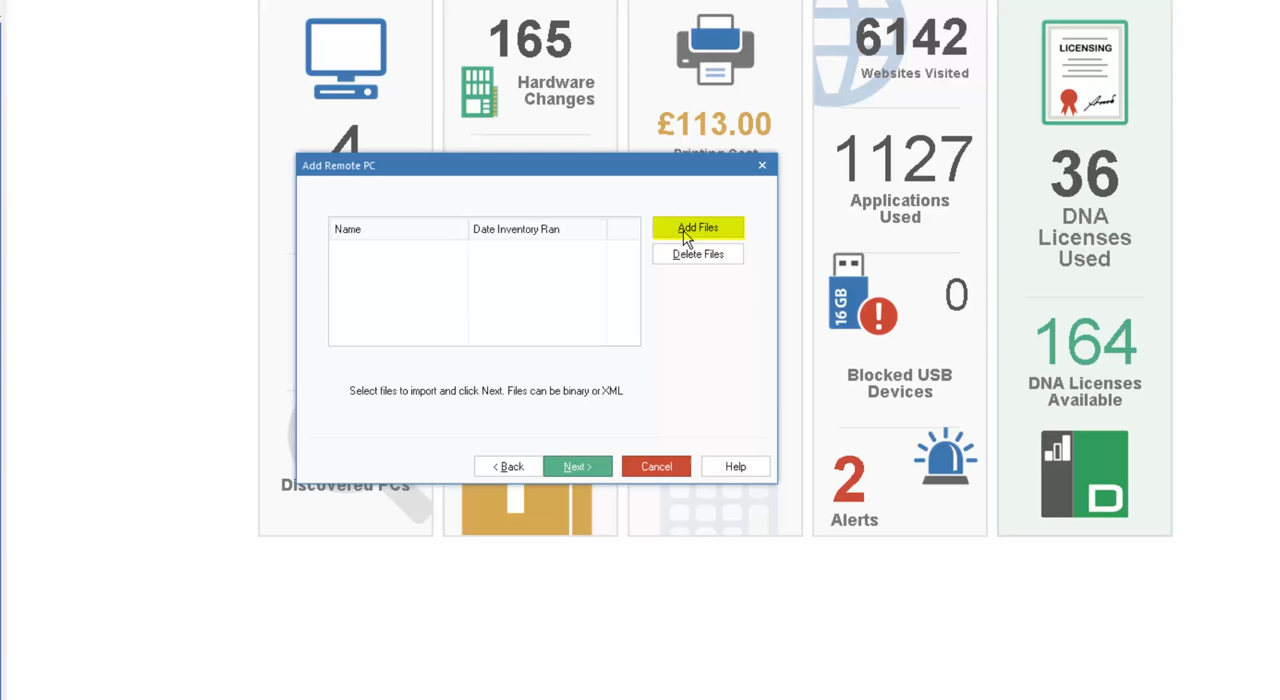 165
Hardware
Changes
£113.00
6142
Websites Visited
1127
Applications
Used
16 GB
0
Blocked USB
Devices
2
Alerts
LICENSING
36
DNA
Licenses
Used
164
DNA Licenses
Available
D
4
Add Remote PC
Name
Date Inventory Ran
Add Files
Delete Files
Select files to import and click Next. Files can be binary or XML
< Back
Next >
Cancel
Help
Discovered PCs